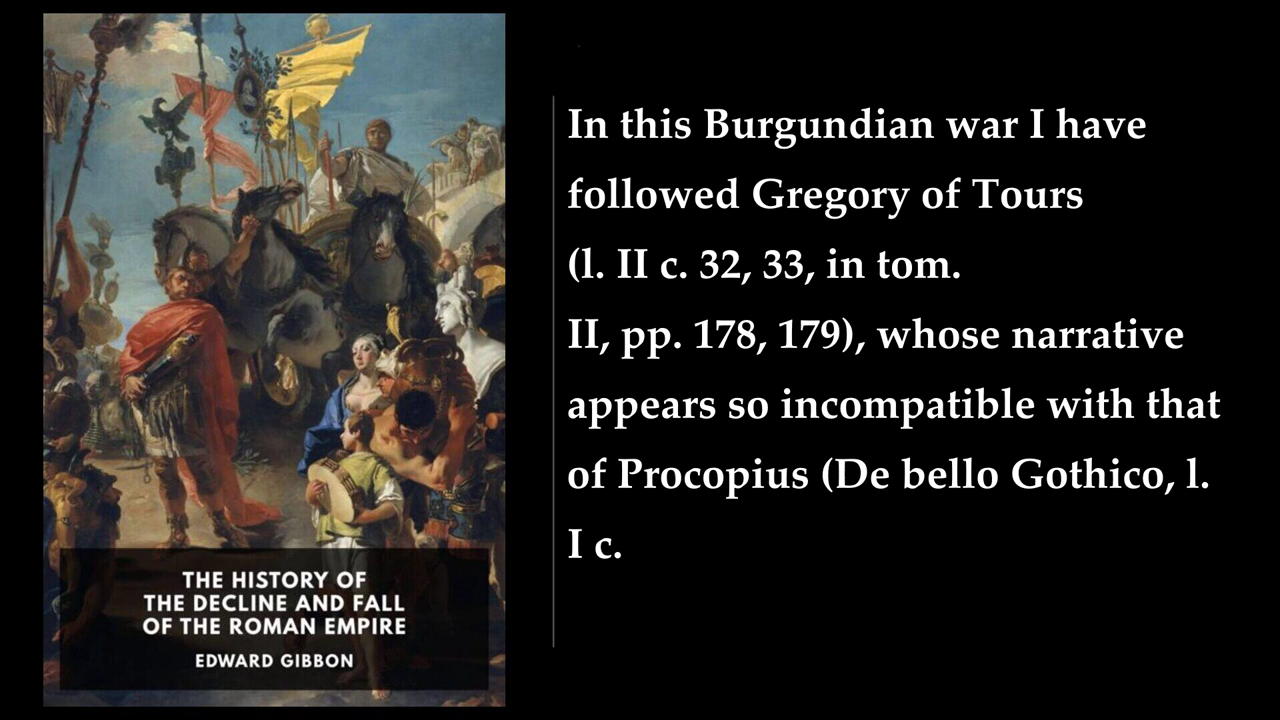 THE HISTORY OF
THE DECLINE AND FALL
OF THE ROMAN EMPIRE
EDWARD GIBBON
In this Burgundian war I have
followed Gregory of Tours
(l. II c. 32, 33, in tom.
II, pp. 178, 179), whose narrative
appears so incompatible with that
of Procopius (De bello Gothico, l.
I c.